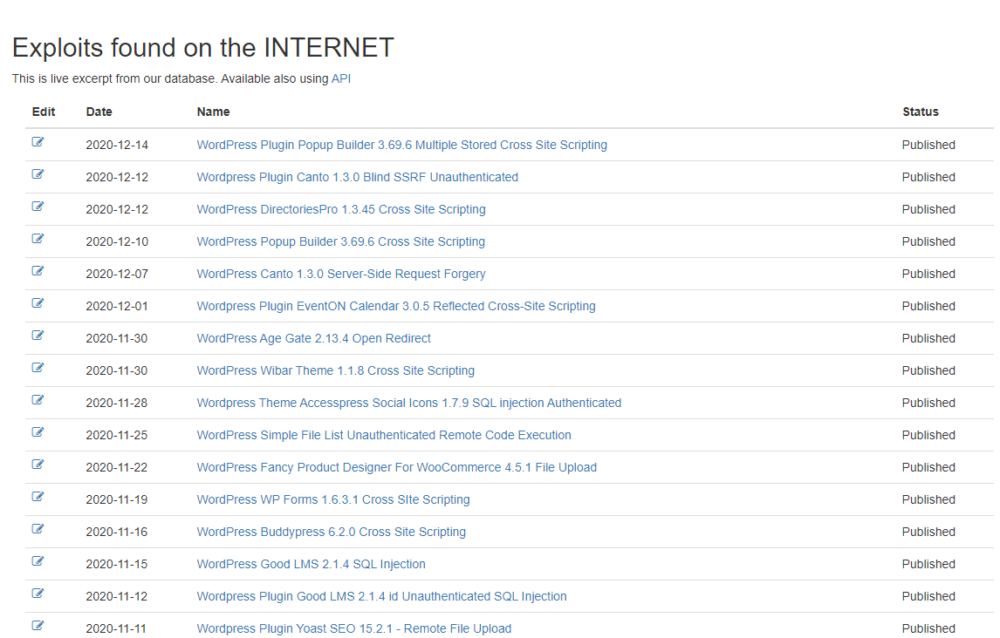 Exploits found on the INTERNET
This is live excerpt from our database. Available also using API
Edit Date Name Status
2020-12-14 WordPress Plugin Popup Builder 3.69.6 Multiple Stored Cross Site Scripting Published
2020-12-12 Wordpress Plugin Canto 1.3.0 Blind SSRF Unauthenticated Published
2020-12-12 WordPress DirectoriesPro 1.3.45 Cross Site Scripting Published
2020-12-10 WordPress Popup Builder 3.69.6 Cross Site Scripting Published
2020-12-07 WordPress Canto 1.3.0 Server-Side Request Forgery Published
2020-12-01 Wordpress Plugin EventON Calendar 3.0.5 Reflected Cross-Site Scripting Published
2020-11-30 WordPress Age Gate 2.13.4 Open Redirect Published
2020-11-30 WordPress Wibar Theme 1.1.8 Cross Site Scripting Published
2020-11-28 Wordpress Theme Accesspress Social Icons 1.7.9 SQL injection Authenticated Published
2020-11-25 WordPress Simple File List Unauthenticated Remote Code Execution Published
2020-11-22 WordPress Fancy Product Designer For WooCommerce 4.5.1 File Upload Published
2020-11-19 WordPress WP Forms 1.6.3.1 Cross SIte Scripting Published
2020-11-16 WordPress Buddypress 6.2.0 Cross Site Scripting Published
2020-11-15 WordPress Good LMS 2.1.4 SQL Injection Published
2020-11-12 Wordpress Plugin Good LMS 2.1.4 id Unauthenticated SQL Injection Published
2020-11-11 Wordpress Plugin Yoast SEO 15.2.1 - Remote File Upload Published